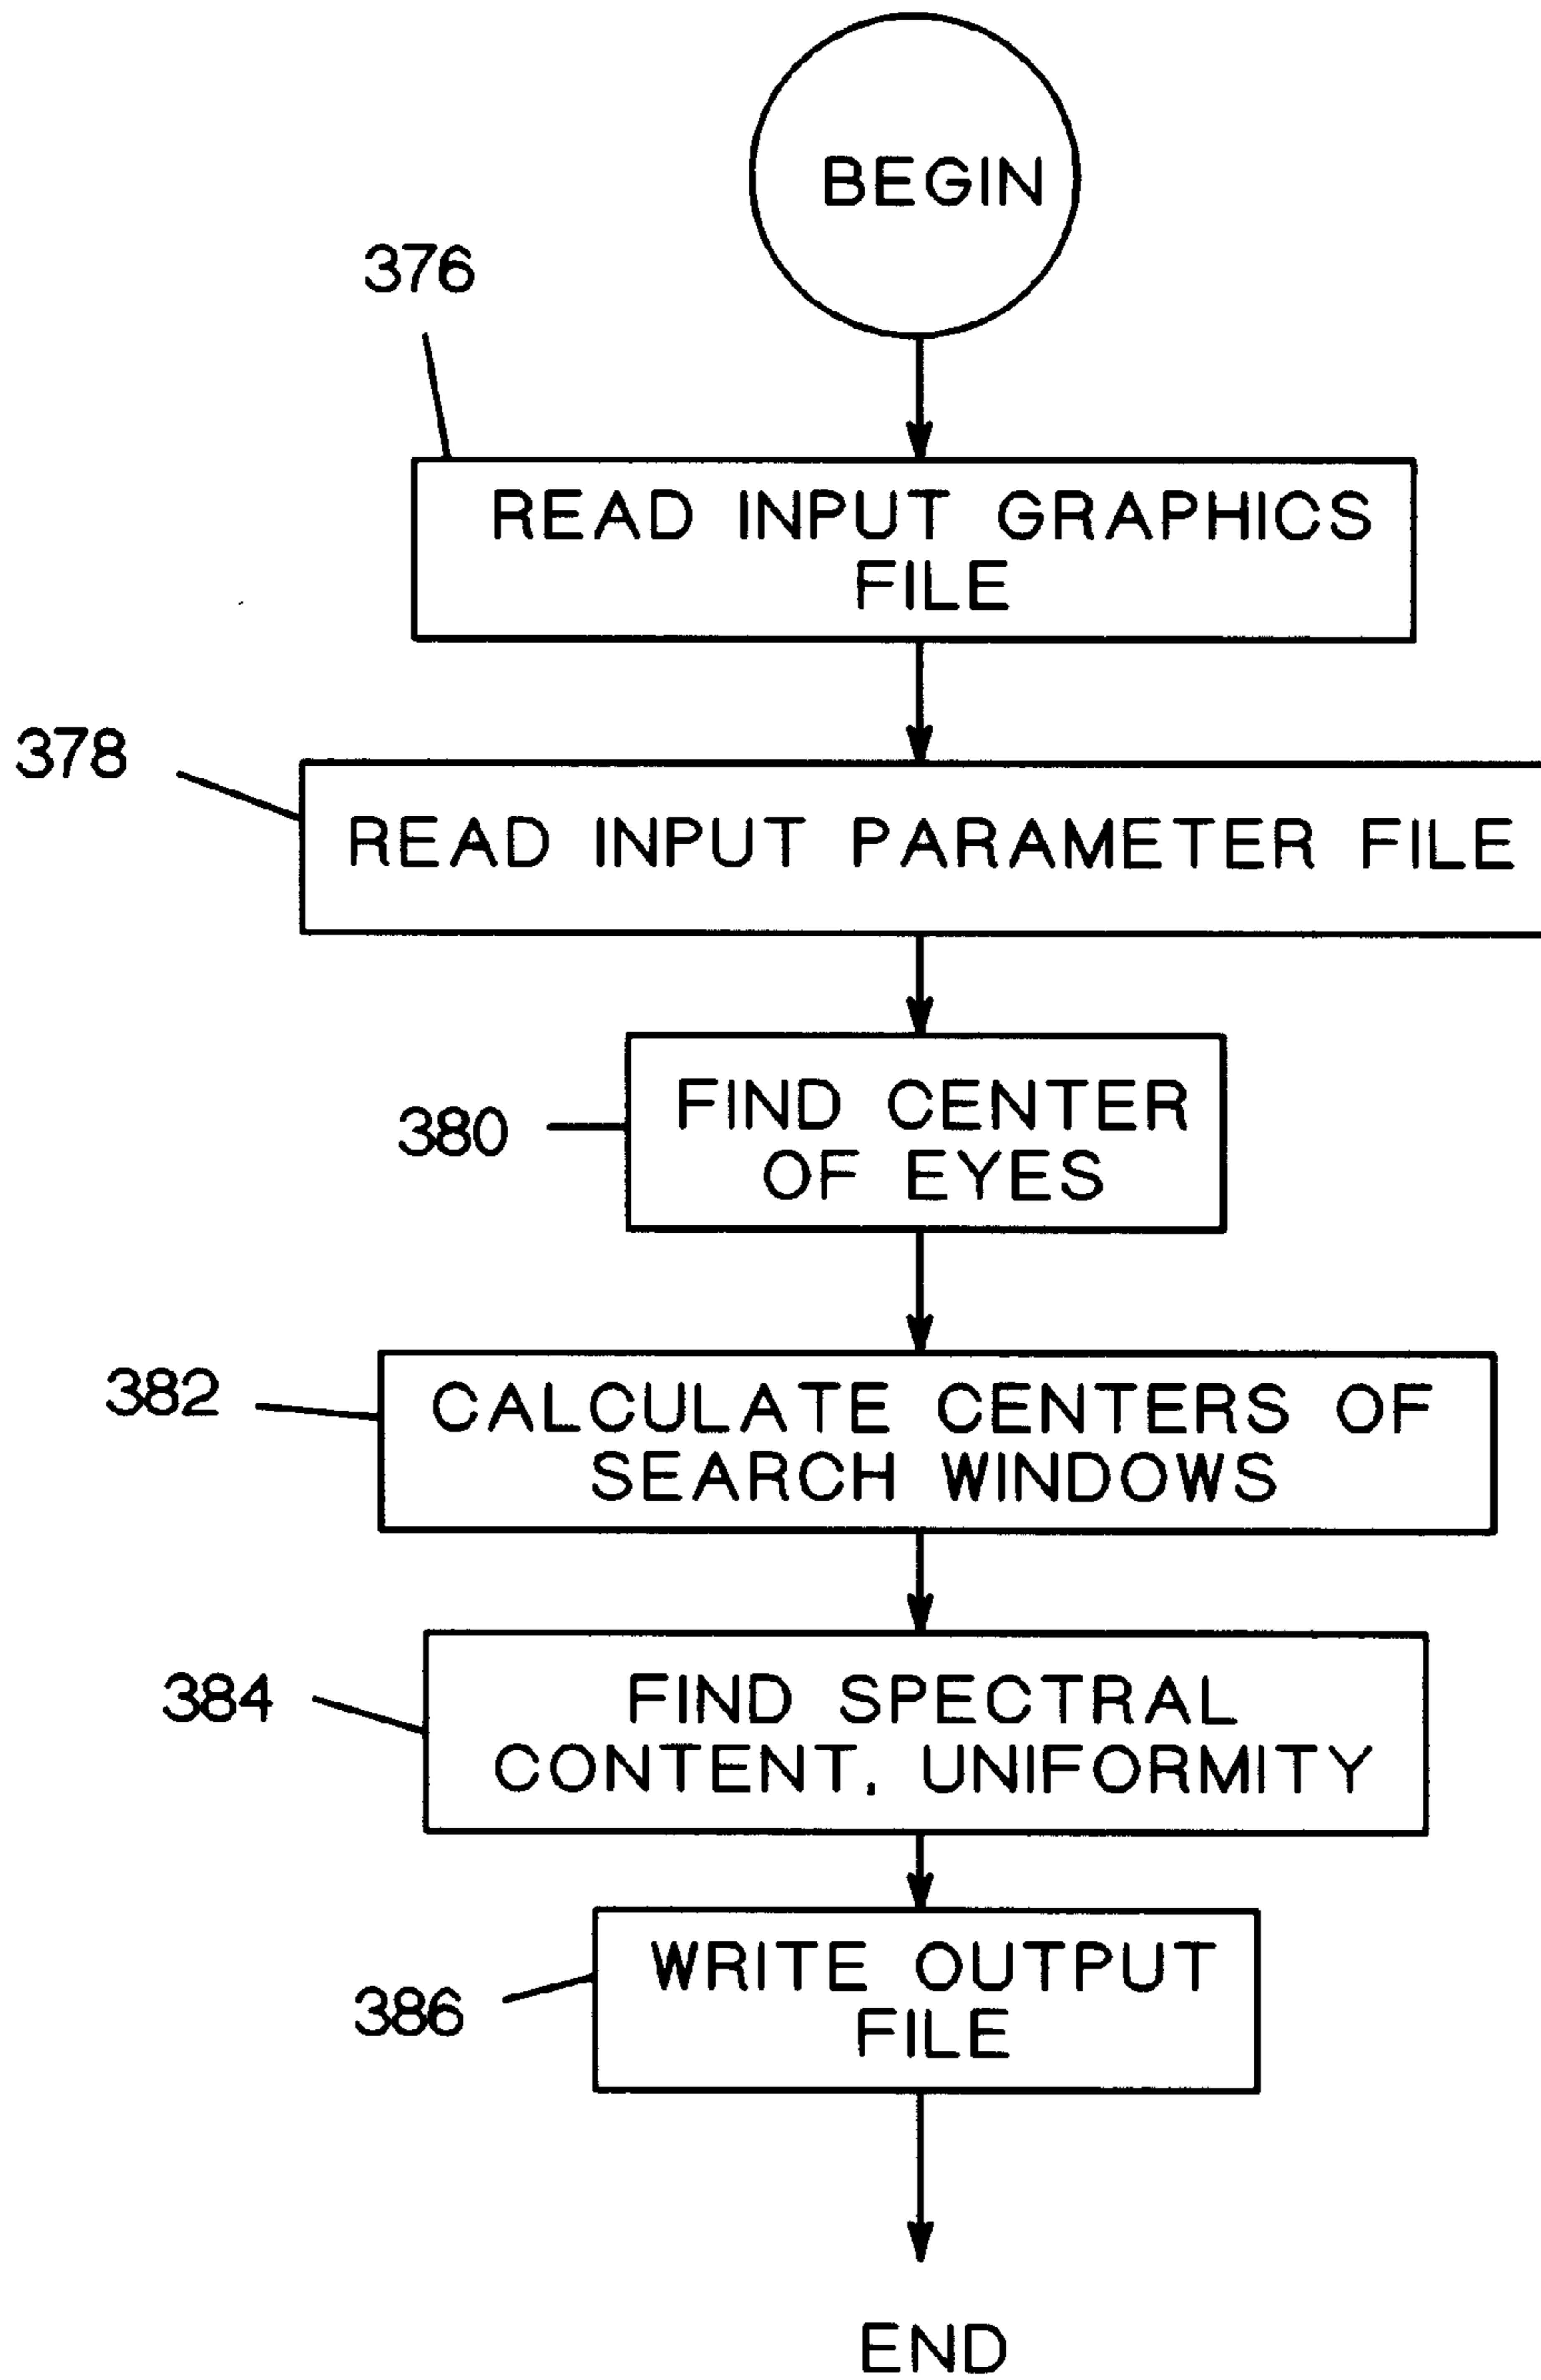 BEGIN
376
READ INPUT GRAPHICS
FILE
378
READ INPUT PARAMETER FILE
380
FIND CENTER
OF EYES
382
CALCULATE CENTERS OF
SEARCH WINDOWS
384
FIND SPECTRAL
CONTENT, UNIFORMITY
386
WRITE OUTPUT
FILE
END